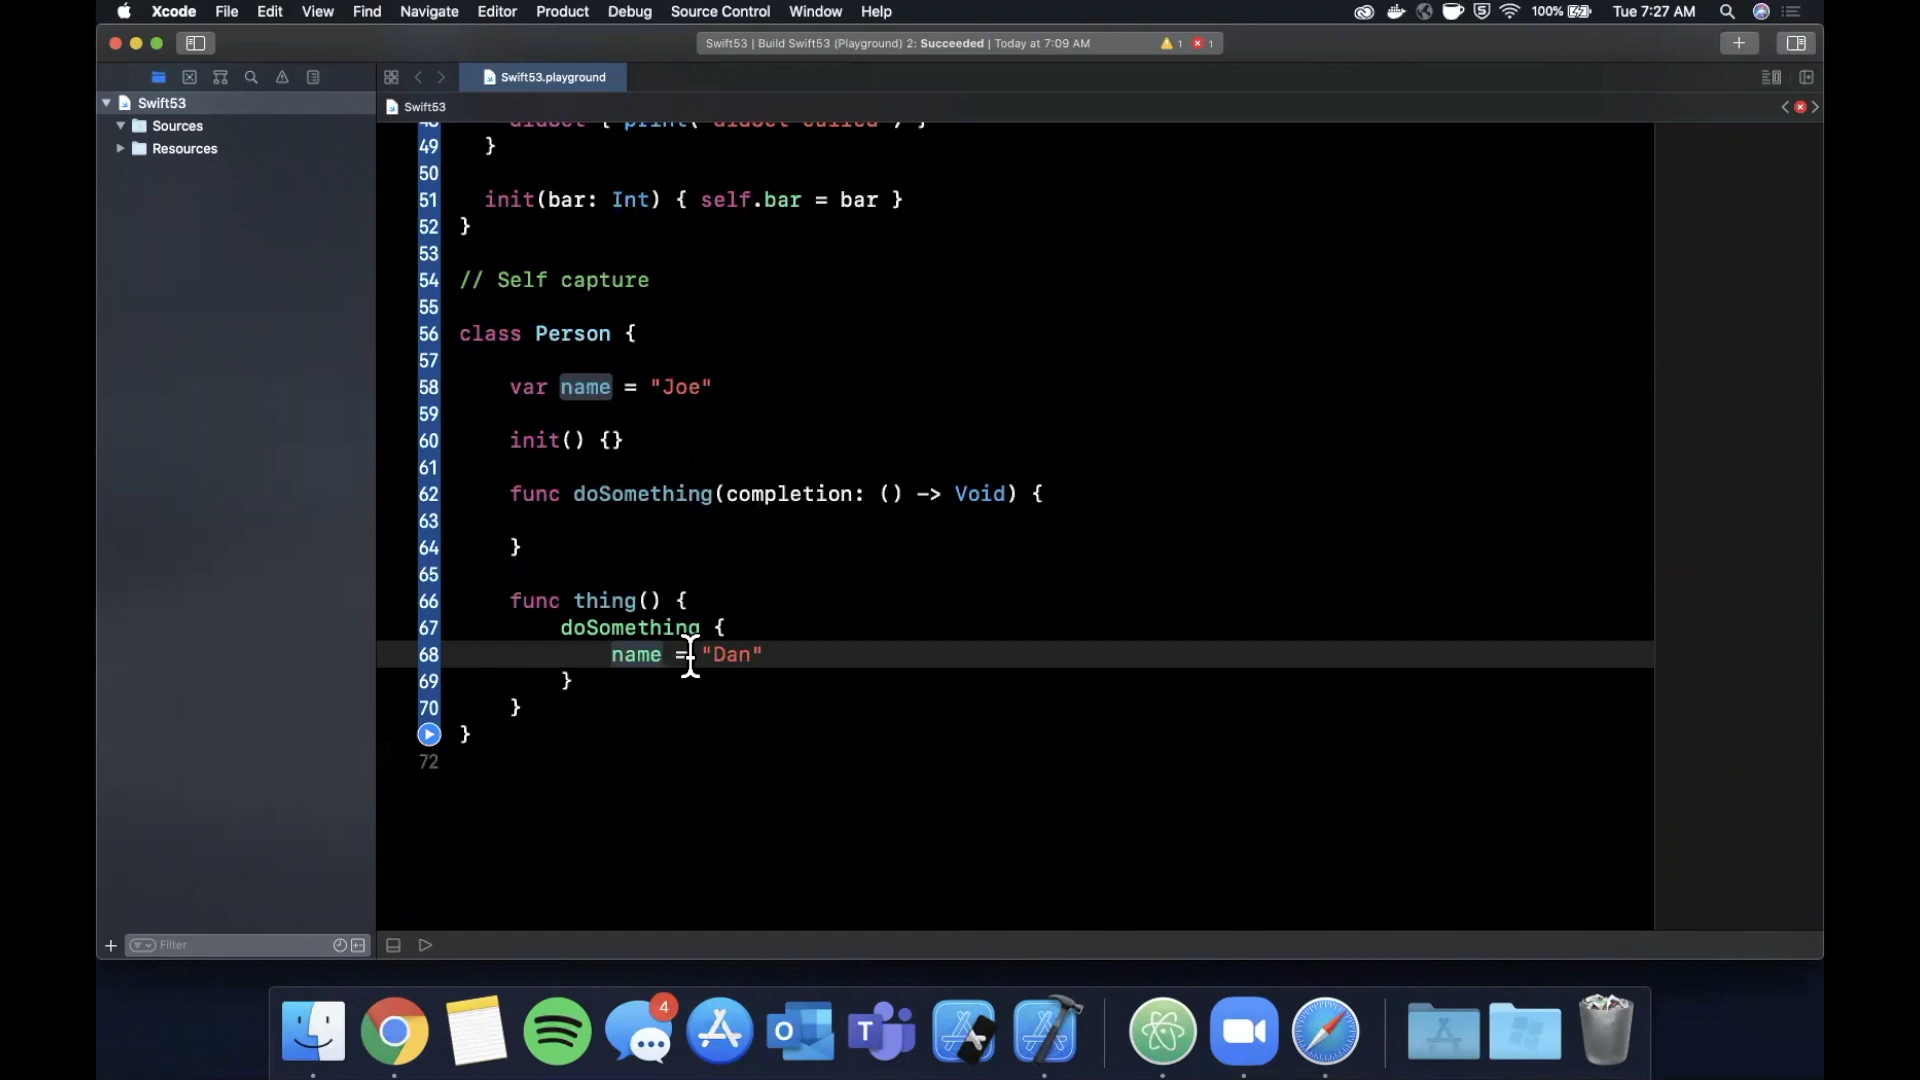 Xcode File Edit View Find Navigate Editor Product Debug Source Control Window Help 100% Tue 7:27 AM
Swift53 | Build Swift53 (Playground) 2: Succeeded | Today at 7:09 AM 1 1
Swift53.playground
Swift53
Swift53
Sources
Resources
49 }
50
51 init(bar: Int) { self.bar = bar }
52 }
53
54 // Self capture
55
56 class Person {
57
58 var name = "Joe"
59
60 init() {}
61
62 func doSomething(completion: () -> Void) {
63
64 }
65
66 func thing() {
67 doSomething {
68 name = "Dan"
69 }
70 }
}
72
Filter
4